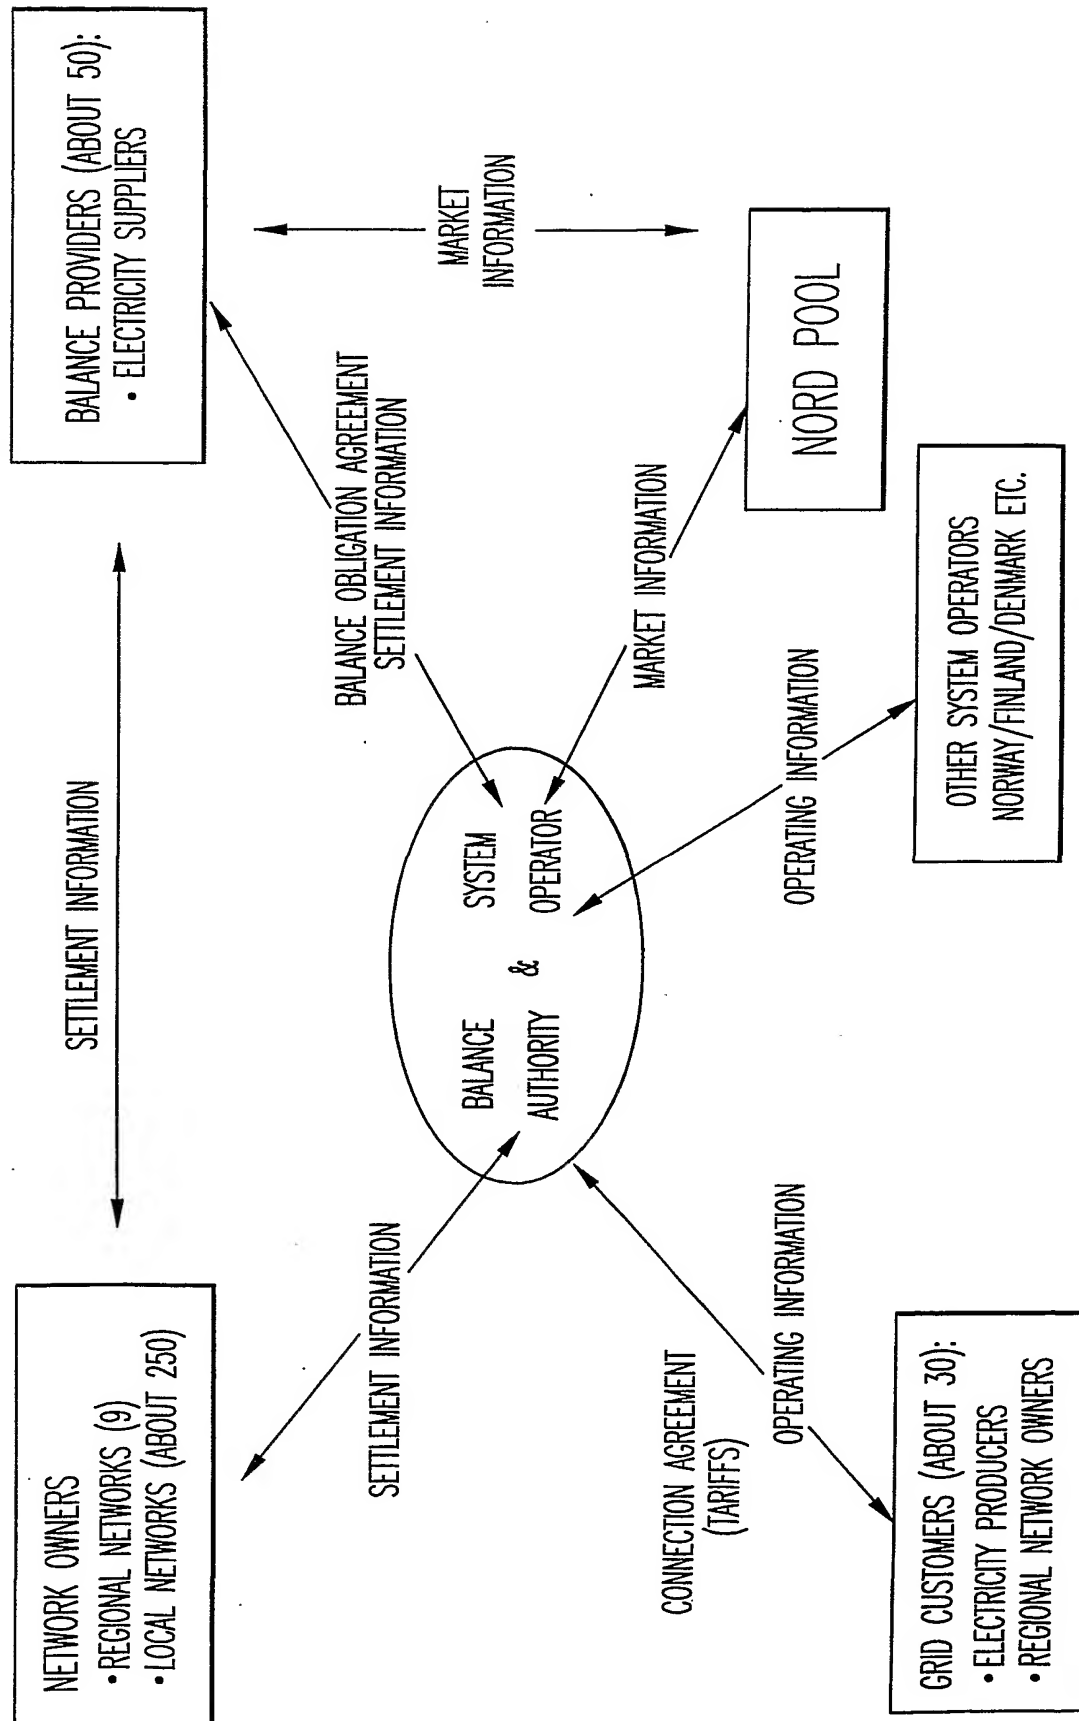 NETWORK OWNERS
• REGIONAL NETWORKS (9)
• LOCAL NETWORKS (ABOUT 250)
SETTLEMENT INFORMATION
BALANCE PROVIDERS (ABOUT 50):
• ELECTRICITY SUPPLIERS
SETTLEMENT INFORMATION
BALANCE OBLIGATION AGREEMENT
SETTLEMENT INFORMATION
MARKET
INFORMATION
BALANCE SYSTEM
&
AUTHORITY OPERATOR
MARKET INFORMATION
NORD POOL
CONNECTION AGREEMENT
(TARIFFS)
OPERATING INFORMATION
OPERATING INFORMATION
GRID CUSTOMERS (ABOUT 30):
• ELECTRICITY PRODUCERS
• REGIONAL NETWORK OWNERS
OTHER SYSTEM OPERATORS
NORWAY/FINLAND/DENMARK ETC.